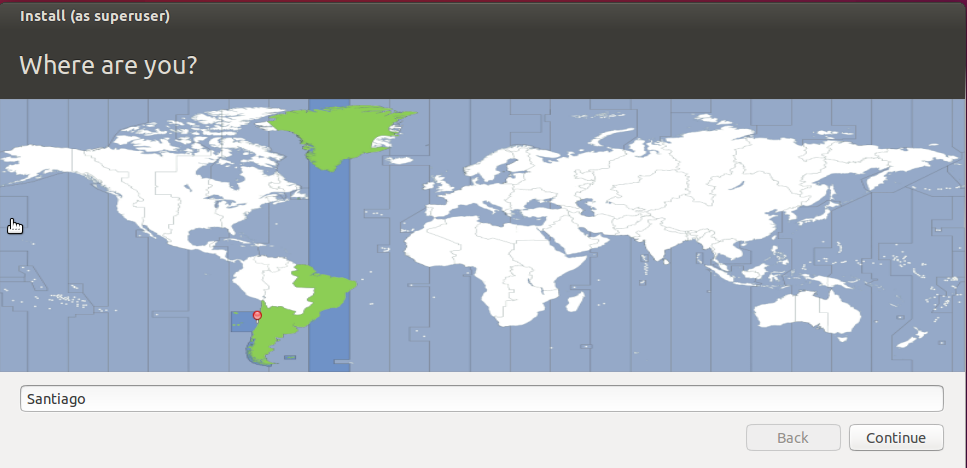 Install (as superuser)
Where are you?
Santiago
Back
Continue